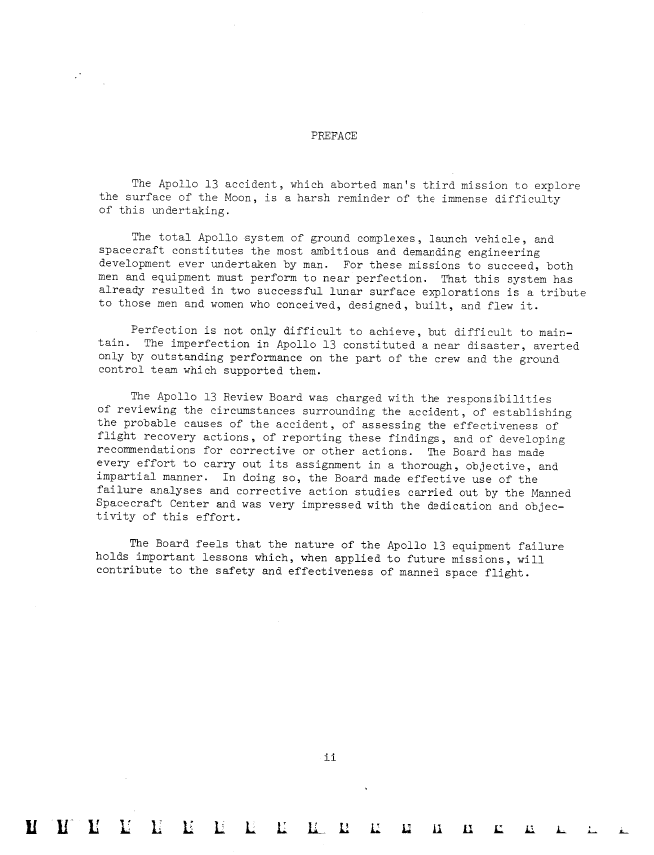 PREFACE
The Apollo 13 accident, which aborted man's third mission to explore
the surface of the Moon, is a harsh reminder of the immense difficulty
of this undertaking.
The total Apollo system of ground complexes, launch vehicle, and
spacecraft constitutes the most ambitious and demanding engineering
development ever undertaken by man. For these missions to succeed, both
men and equipment must perform to near perfection. That this system has
already resulted in two successful lunar surface explorations is a tribute
to those men and women who conceived, designed, built, and flew it.
Perfection is not only difficult to achieve, but difficult to main-
tain. The imperfection in Apollo 13 constituted a near disaster, averted
only by outstanding performance on the part of the crew and the ground
control team which supported them.
The Apollo 13 Review Board was charged with the responsibilities
of reviewing the circumstances surrounding the accident, of establishing
the probable causes of the accident, of assessing the effectiveness of
flight recovery actions, of reporting these findings, and of developing
recommendations for corrective or other actions. The Board has made
every effort to carry out its assignment in a thorough, objective, and
impartial manner. In doing so, the Board made effective use of the
failure analyses and corrective action studies carried out by the Manned
Spacecraft Center and was very impressed with the dedication and objec-
tivity of this effort.
The Board feels that the nature of the Apollo 13 equipment failure
holds important lessons which, when applied to future missions, will
contribute to the safety and effectiveness of manned space flight.
ii